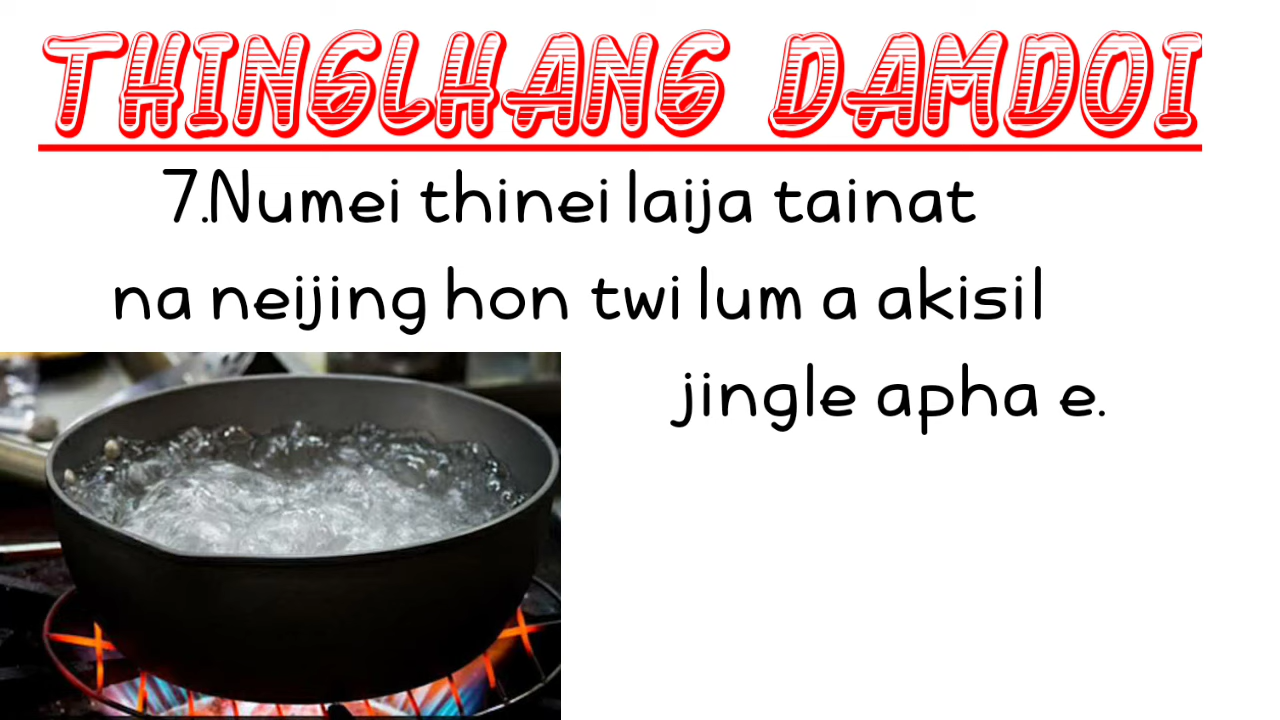 THINGLHANG DAMDOI
7.Numei thinei laija tainat
na neijing hon twi lum a akisil
jingle apha e.